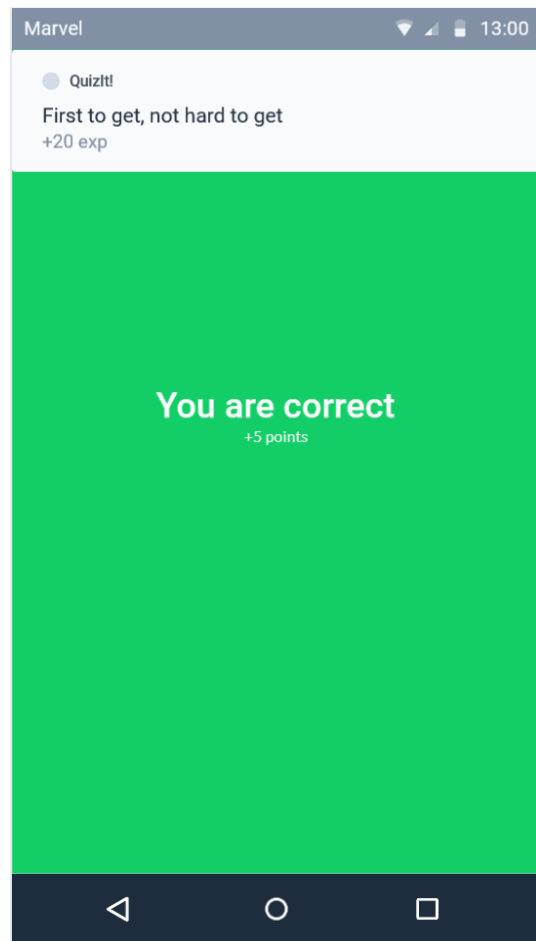 Marvel 13:00
QuizIt!
First to get, not hard to get
+20 exp
You are correct
+5 points